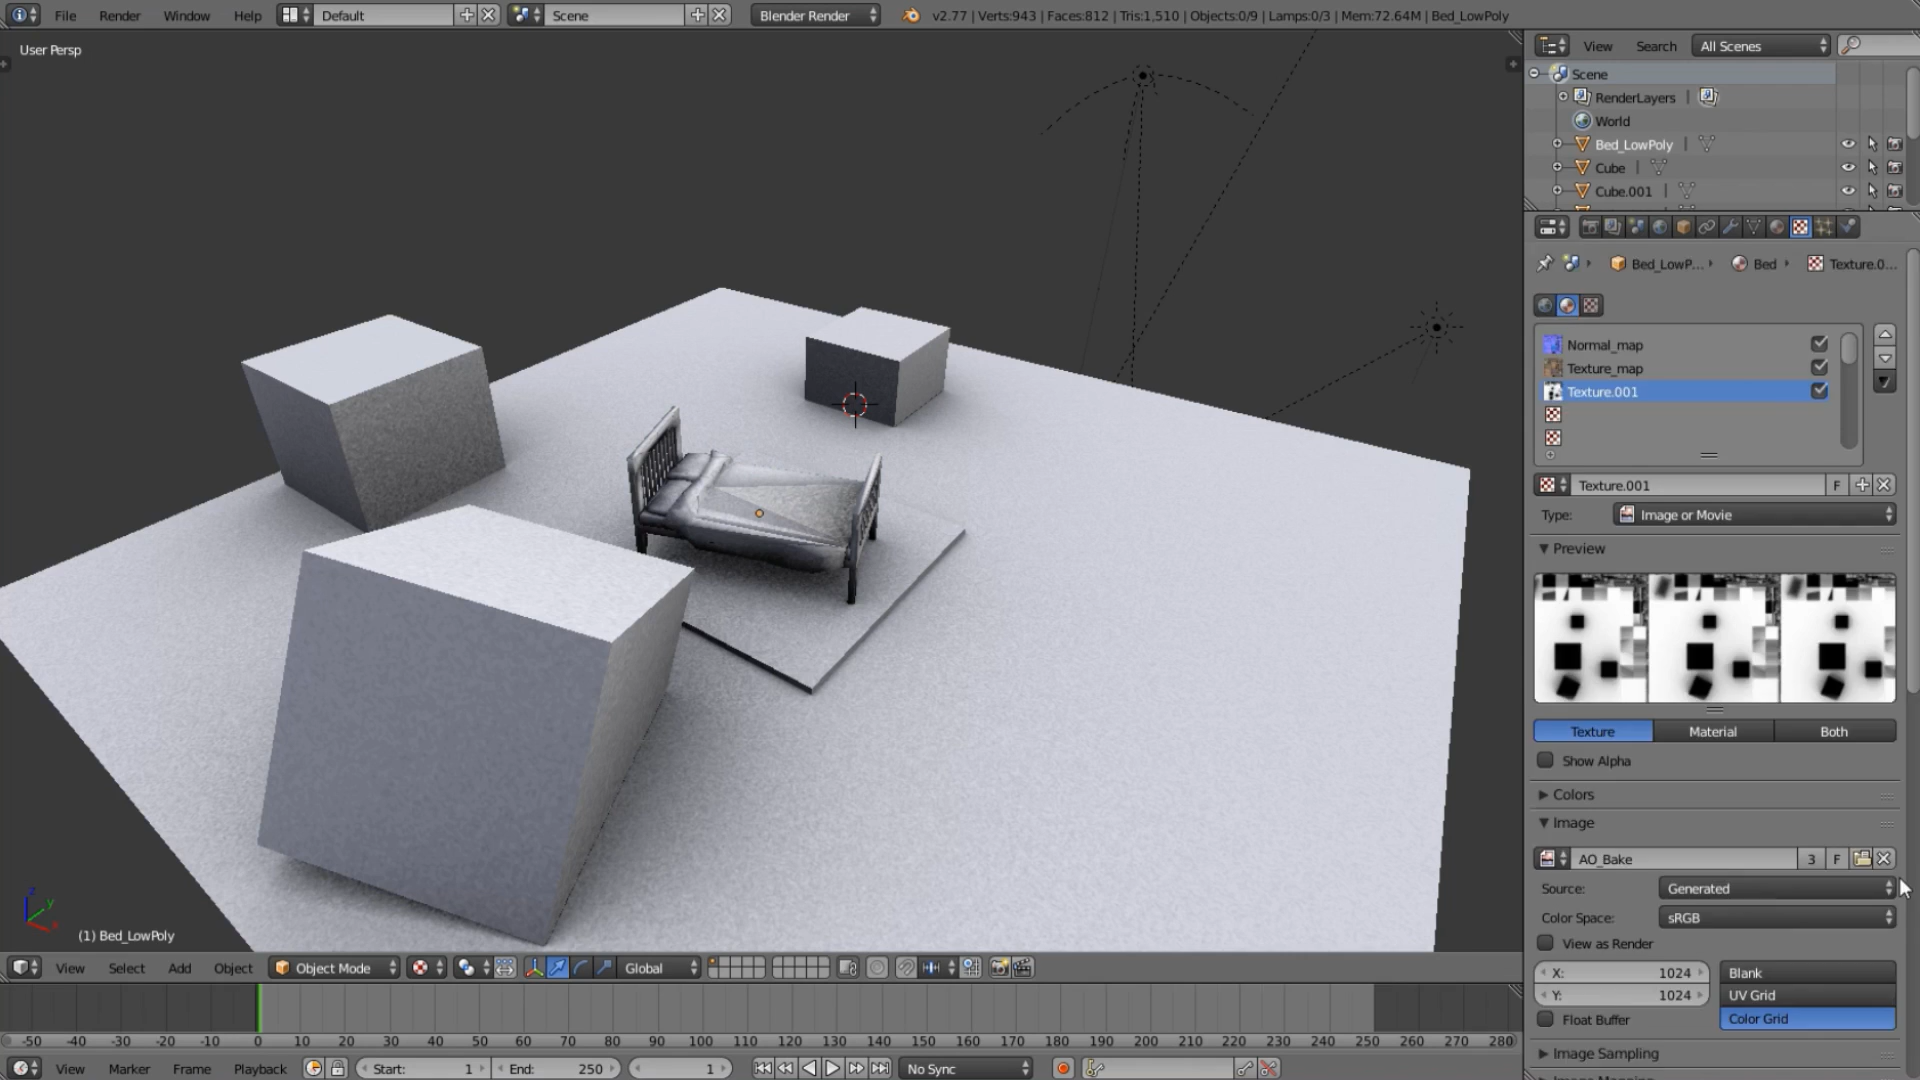 File Render Window Help Default Scene Blender Render v2.77 | Verts:943 | Faces:812 | Tris:1,510 | Objects:0/9 | Lamps:0/3 | Mem:72.64M | Bed_LowPoly
User Persp
View Search All Scenes
Scene
RenderLayers |
World
Bed_LowPoly |
Cube |
Cube.001 |
Bed_LowP... Bed Texture.0...
Normal_map
Texture_map
Texture.001
Texture.001 F
Type: Image or Movie
Preview
Texture Material Both
Show Alpha
Colors
Image
AO_Bake 3 F
Source: Generated
Color Space: sRGB
View as Render
X: 1024 Blank
Y: 1024 UV Grid
Float Buffer Color Grid
Image Sampling
z
y
x
(1) Bed_LowPoly
View Select Add Object Object Mode Global
-50 -40 -30 -20 -10 0 10 20 30 40 50 60 70 80 90 100 110 120 130 140 150 160 170 180 190 200 210 220 230 240 250 260 270 280
View Marker Frame Playback Start: 1 End: 250 1 No Sync